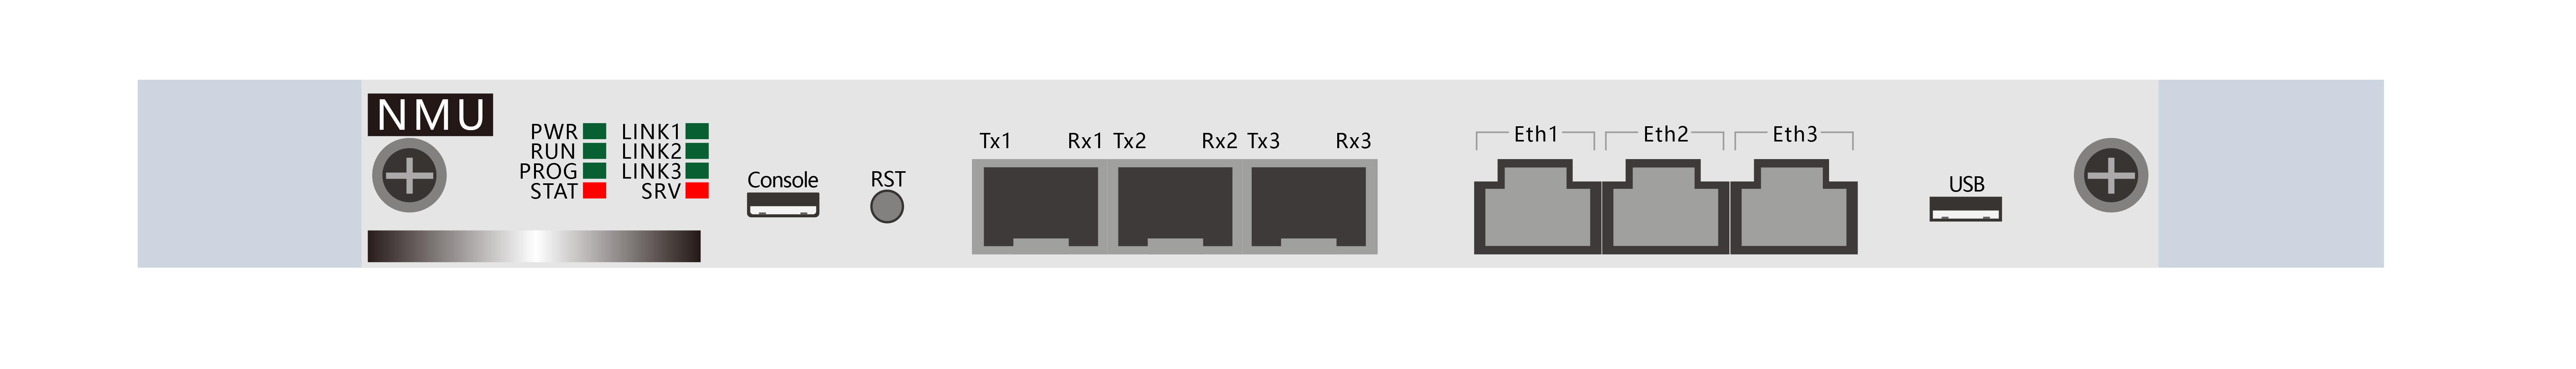 NMU
PWR LINK1
RUN LINK2
PROG LINK3
STAT SRV
Console
RST
Tx1 Rx1 Tx2 Rx2 Tx3 Rx3
Eth1 Eth2 Eth3
USB